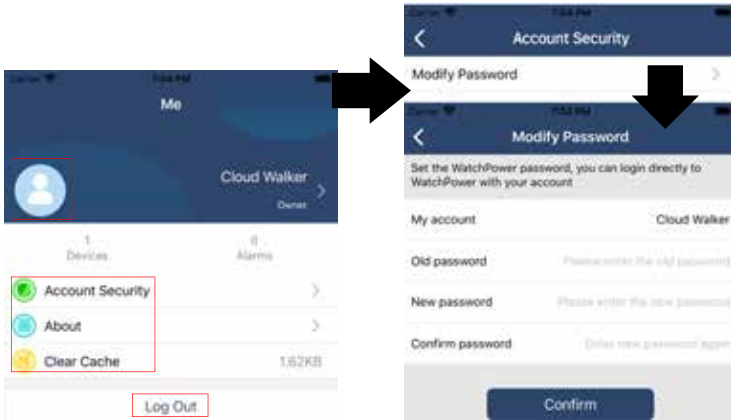 Me
Cloud Walker
Owner
1
Devices
0
Alarms
Account Security
About
Clear Cache
1.62KB
Log Out
Account Security
Modify Password
Modify Password
Set the WatchPower password, you can login directly to
WatchPower with your account
My account
Cloud Walker
Old password
Please enter the old password
New password
Please enter the new password
Confirm password
Enter new password again
Confirm